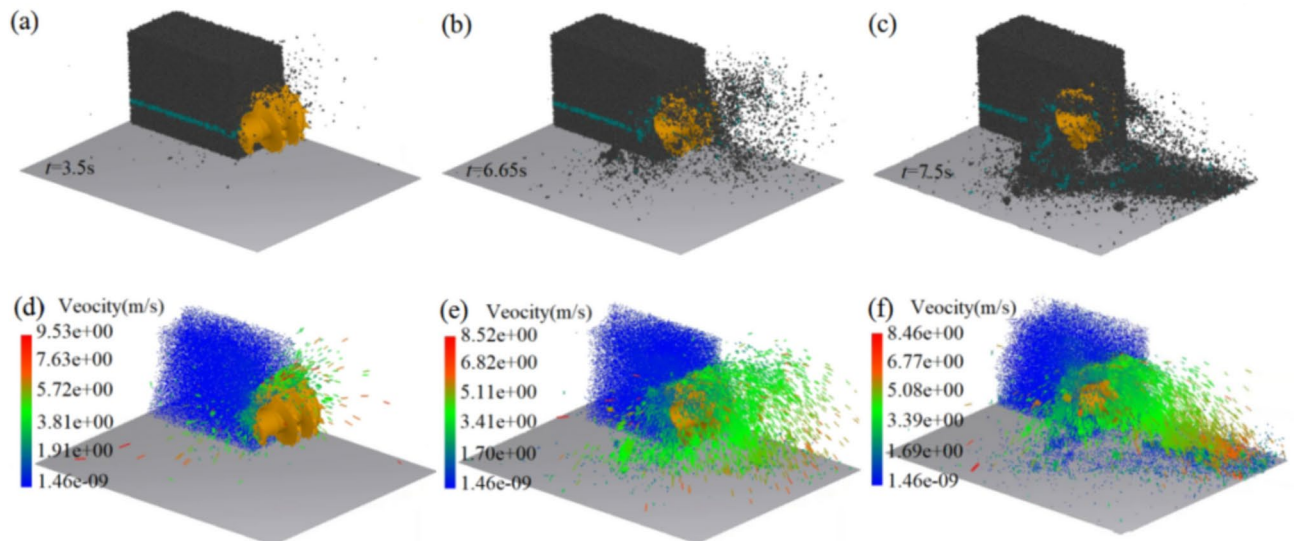 (a)
(b)
(c)
t=3.5s
t=6.65s
t=7.5s
(d) Veocity(m/s)
9.53e+00
7.63e+00
5.72e+00
3.81e+00
1.91e+00
1.46e-09
(e) Veocity(m/s)
8.52e+00
6.82e+00
5.11e+00
3.41e+00
1.70e+00
1.46e-09
(f) Veocity(m/s)
8.46e+00
6.77e+00
5.08e+00
3.39e+00
1.69e+00
1.46e-09